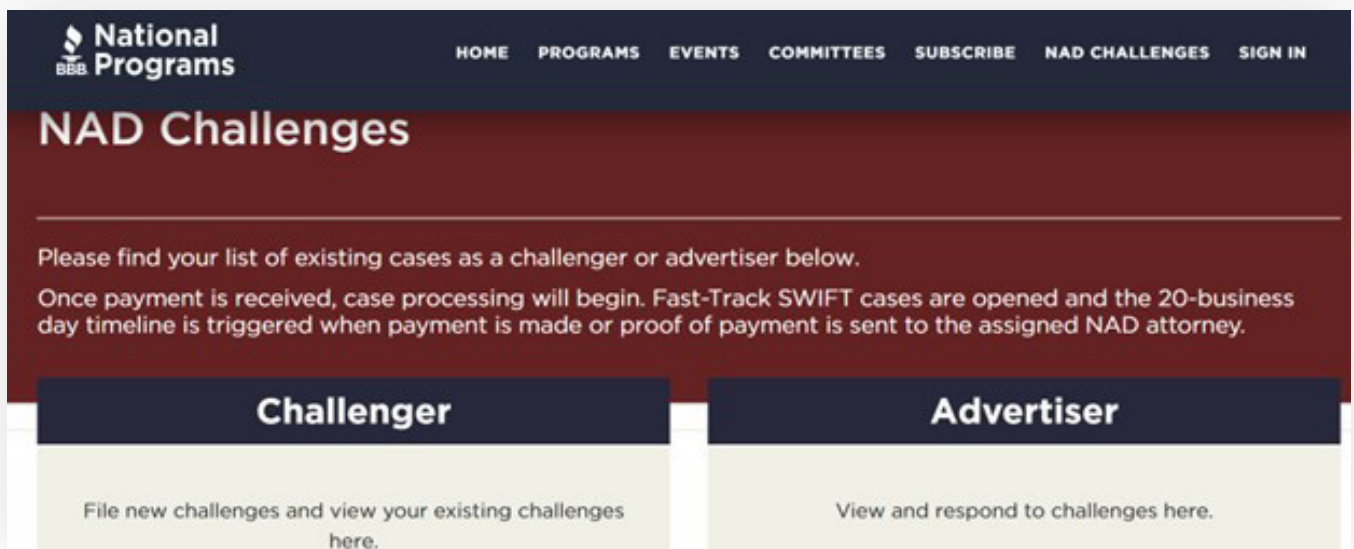 National
BBB Programs
HOME PROGRAMS EVENTS COMMITTEES SUBSCRIBE NAD CHALLENGES SIGN IN
NAD Challenges
Please find your list of existing cases as a challenger or advertiser below.
Once payment is received, case processing will begin. Fast-Track SWIFT cases are opened and the 20-business
day timeline is triggered when payment is made or proof of payment is sent to the assigned NAD attorney.
Challenger
File new challenges and view your existing challenges
here.
Advertiser
View and respond to challenges here.